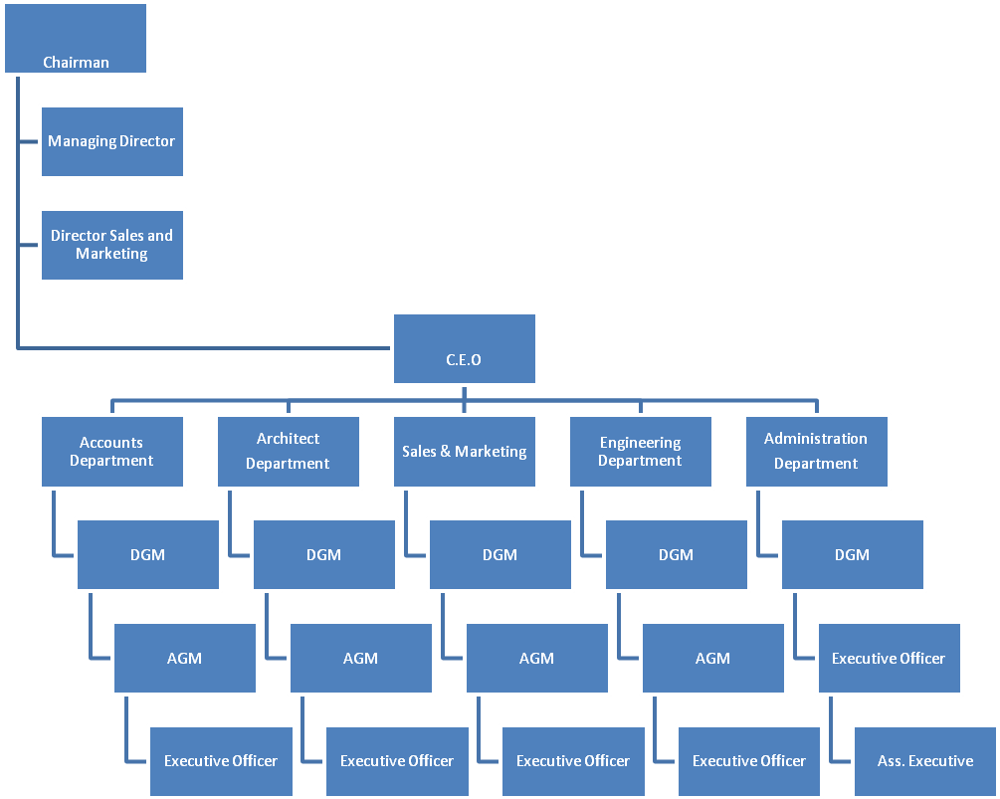 Chairman
Managing Director
Director Sales and
Marketing
C.E.O
Accounts
Department
Architect
Department
Sales & Marketing
Engineering
Department
Administration
Department
DGM
DGM
DGM
DGM
DGM
AGM
AGM
AGM
AGM
Executive Officer
Executive Officer
Executive Officer
Executive Officer
Executive Officer
Ass. Executive